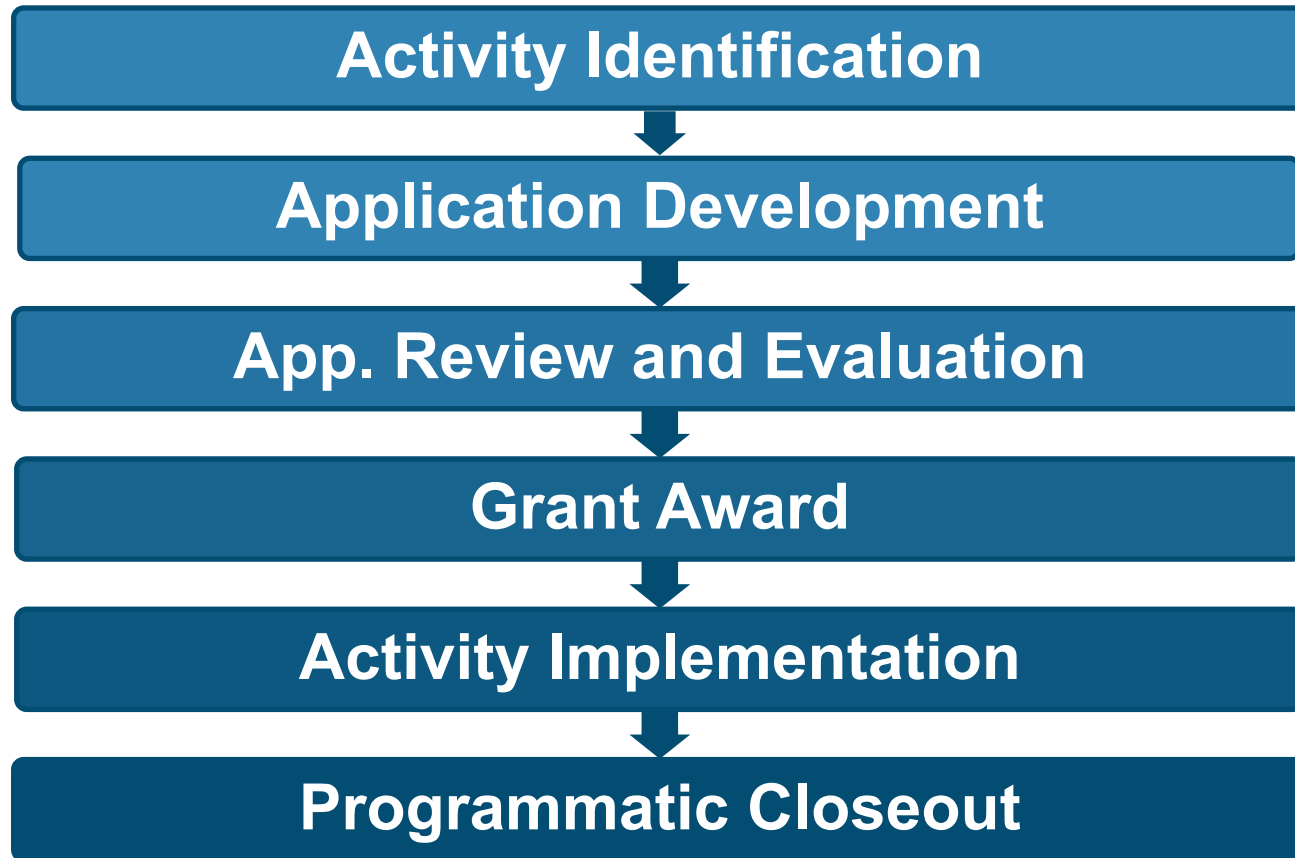 Activity Identification
Application Development
App. Review and Evaluation
Grant Award
Activity Implementation
Programmatic Closeout